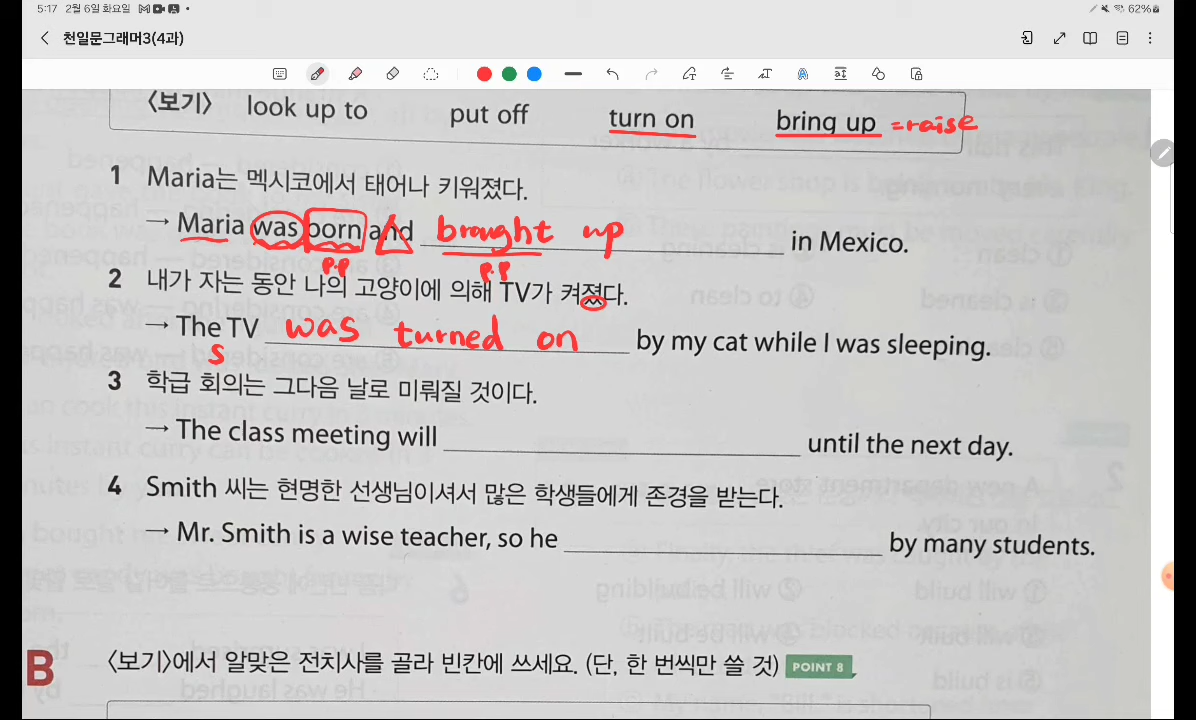 5:17 2월 6일 화요일
62%
천일문그래머3(4과)
<보기> look up to put off turn on bring up =raise
1 Maria는 멕시코에서 태어나 키워졌다.
→ Maria was born and brought up in Mexico.
p.p p.p
2 내가 자는 동안 나의 고양이에 의해 TV가 켜졌다.
→ The TV was turned on by my cat while I was sleeping.
S
3 학급 회의는 그다음 날로 미뤄질 것이다.
→ The class meeting will until the next day.
4 Smith 씨는 현명한 선생님이셔서 많은 학생들에게 존경을 받는다.
→ Mr. Smith is a wise teacher, so he by many students.
B <보기>에서 알맞은 전치사를 골라 빈칸에 쓰세요. (단, 한 번씩만 쓸 것) POINT 8